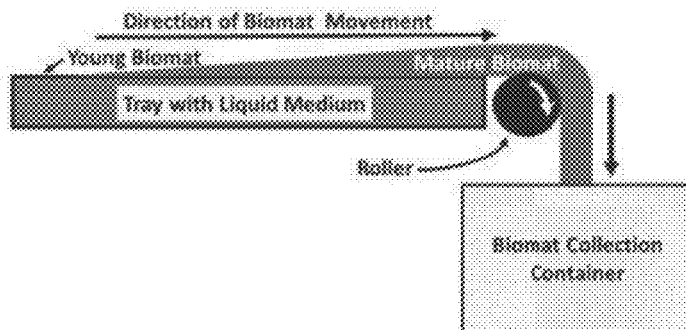 Direction of Biomat Movement
Young Biomat
Mature Biomat
Tray with Liquid Medium
Roller
Biomat Collection
Container